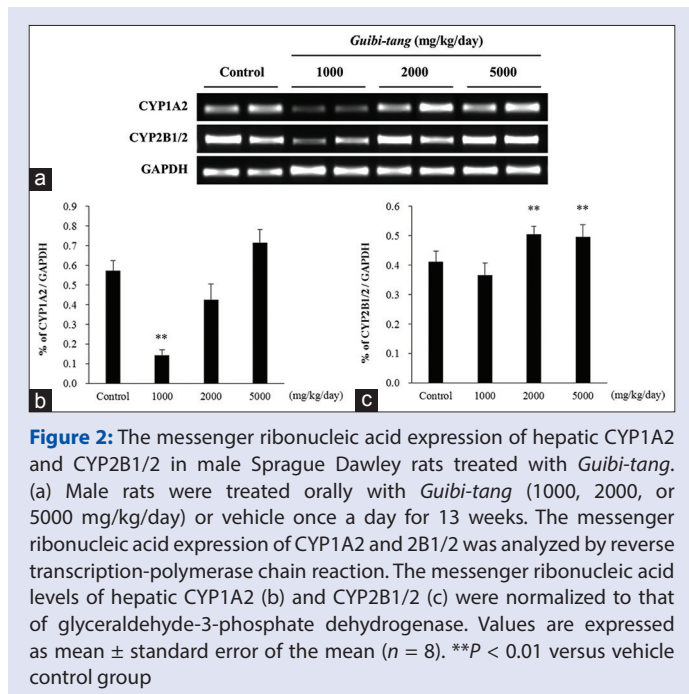 Guibi-tang (mg/kg/day)
Control 1000 2000 5000
CYP1A2
CYP2B1/2
GAPDH
a
% of CYP1A2 / GAPDH
0.9
0.8
0.7
0.6
0.5
0.4
0.3
0.2
0.1
0.0
**
Control 1000 2000 5000 (mg/kg/day)
b
% of CYP2B1/2 / GAPDH
0.6
0.5
0.4
0.3
0.2
0.1
0.0
** **
Control 1000 2000 5000 (mg/kg/day)
c
Figure 2: The messenger ribonucleic acid expression of hepatic CYP1A2
and CYP2B1/2 in male Sprague Dawley rats treated with Guibi-tang.
(a) Male rats were treated orally with Guibi-tang (1000, 2000, or
5000 mg/kg/day) or vehicle once a day for 13 weeks. The messenger
ribonucleic acid expression of CYP1A2 and 2B1/2 was analyzed by reverse
transcription-polymerase chain reaction. The messenger ribonucleic acid
levels of hepatic CYP1A2 (b) and CYP2B1/2 (c) were normalized to that
of glyceraldehyde-3-phosphate dehydrogenase. Values are expressed
as mean ± standard error of the mean (n = 8). **P < 0.01 versus vehicle
control group